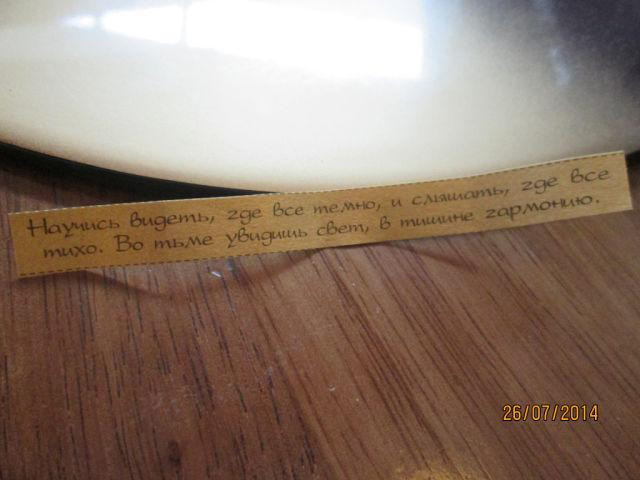 Научись видеть, где все темно, и слышать, где все
тихо. Во тьме увидишь свет, в тишине гармонию.
26/07/2014